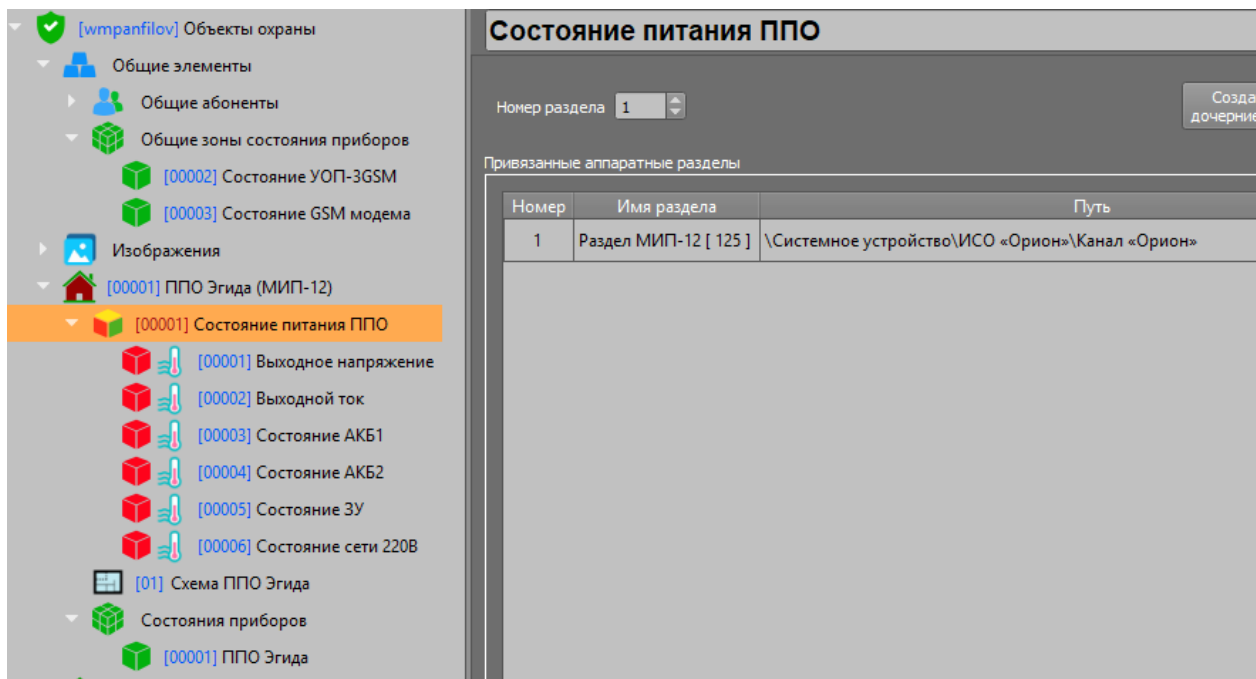 [wmpanfilov] Объекты охраны
Общие элементы
Общие абоненты
Общие зоны состояния приборов
[00002] Состояние УОП-3GSM
[00003] Состояние GSM модема
Изображения
[00001] ППО Эгида (МИП-12)
[00001] Состояние питания ППО
[00001] Выходное напряжение
[00002] Выходной ток
[00003] Состояние АКБ1
[00004] Состояние АКБ2
[00005] Состояние ЗУ
[00006] Состояние сети 220В
[01] Схема ППО Эгида
Состояния приборов
[00001] ППО Эгида
Состояние питания ППО
Номер раздела 1
Созда
дочерние
Привязанные аппаратные разделы
Номер Имя раздела Путь
1 Раздел МИП-12 [ 125 ] \Системное устройство\ИСО «Орион»\Канал «Орион»